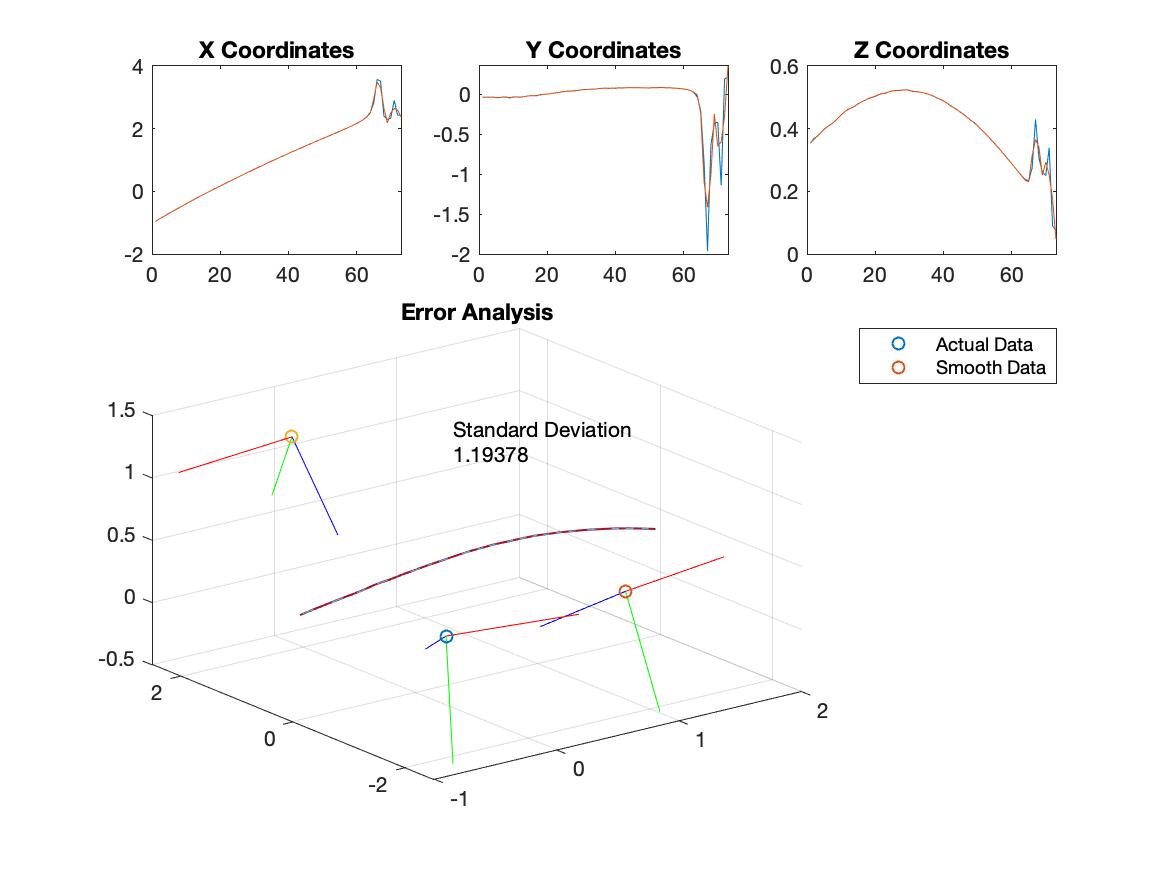 X Coordinates
Y Coordinates
Z Coordinates
4
2
0
-2
0 20 40 60
0
-0.5
-1
-1.5
-2
0 20 40 60
0.6
0.4
0.2
0
0 20 40 60
Error Analysis
Actual Data
Smooth Data
Standard Deviation
1.19378
1.5
1
0.5
0
-0.5
2
0
-2
-1
0
1
2